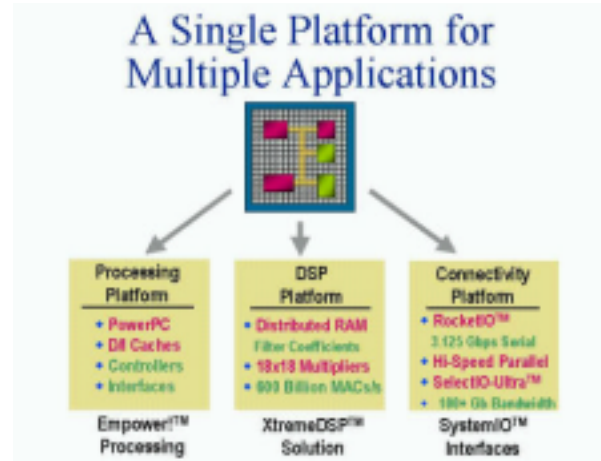 A Single Platform for
Multiple Applications
Processing
Platform
PowerPC
D/I Caches
Controllers
Interfaces
Empower!™
Processing
DSP
Platform
Distributed RAM
Filter Coefficients
18x18 Multipliers
600 Billion MACs/s
XtremeDSP™
Solution
Connectivity
Platform
RocketIO™
3.125 Gbps Serial
Hi-Speed Parallel
SelectIO-Ultra™
100+ Gb Bandwidth
SystemIO™
Interfaces